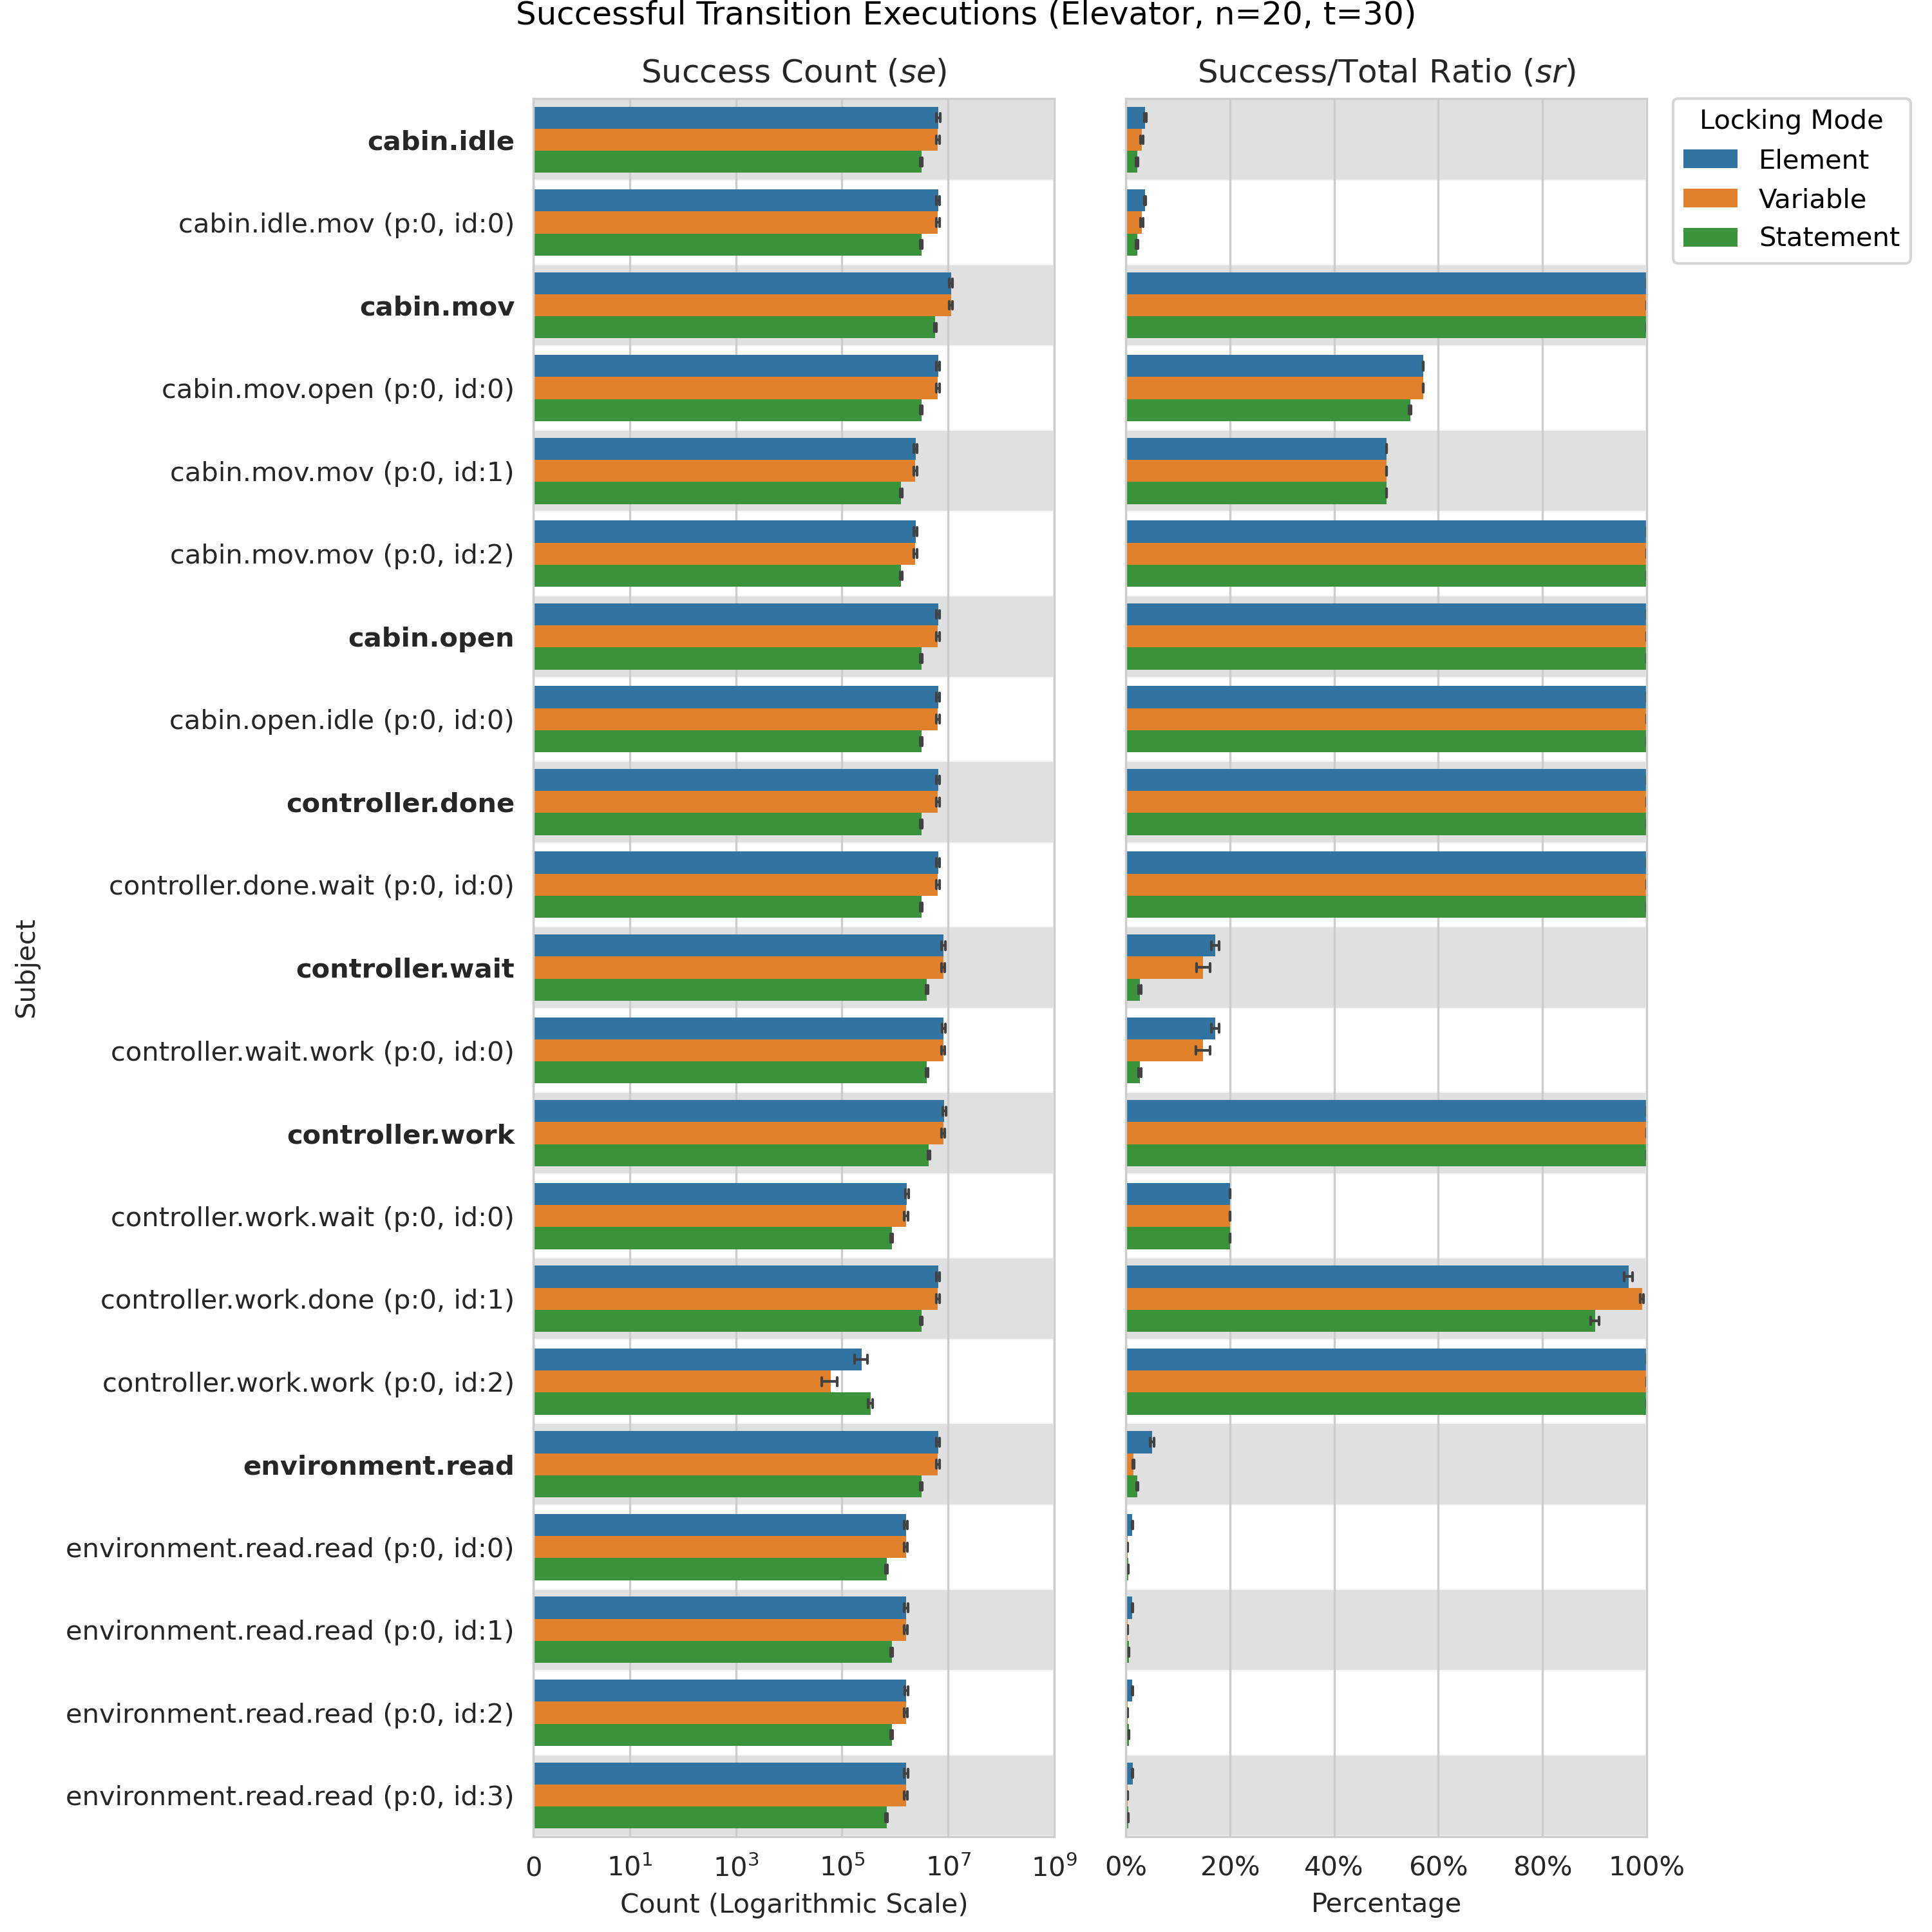 Successful Transition Executions (Elevator, n=20, t=30)
Success Count (se)
Success/Total Ratio (sr)
Locking Mode
Element
Variable
Statement
Subject
cabin.idle
cabin.idle.mov (p:0, id:0)
cabin.mov
cabin.mov.open (p:0, id:0)
cabin.mov.mov (p:0, id:1)
cabin.mov.mov (p:0, id:2)
cabin.open
cabin.open.idle (p:0, id:0)
controller.done
controller.done.wait (p:0, id:0)
controller.wait
controller.wait.work (p:0, id:0)
controller.work
controller.work.wait (p:0, id:0)
controller.work.done (p:0, id:1)
controller.work.work (p:0, id:2)
environment.read
environment.read.read (p:0, id:0)
environment.read.read (p:0, id:1)
environment.read.read (p:0, id:2)
environment.read.read (p:0, id:3)
0 10¹ 10³ 10⁵ 10⁷ 10⁹
Count (Logarithmic Scale)
0% 20% 40% 60% 80% 100%
Percentage